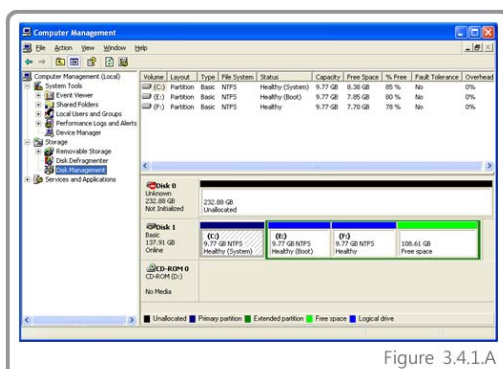 Computer Management
File Action View Window Help
Computer Management (Local)
System Tools
Event Viewer
Shared Folders
Local Users and Groups
Performance Logs and Alerts
Device Manager
Storage
Removable Storage
Disk Defragmenter
Disk Management
Services and Applications
Volume Layout Type File System Status Capacity Free Space % Free Fault Tolerance Overhead
(C:) Partition Basic NTFS Healthy (System) 9.77 GB 8.38 GB 85 % No 0%
(E:) Partition Basic NTFS Healthy (Boot) 9.77 GB 7.85 GB 80 % No 0%
(F:) Partition Basic NTFS Healthy 9.77 GB 7.70 GB 78 % No 0%
Disk 0
Unknown
232.88 GB
Not Initialized
232.88 GB
Unallocated
Disk 1
Basic
137.91 GB
Online
(C:)
9.77 GB NTFS
Healthy (System)
(E:)
9.77 GB NTFS
Healthy (Boot)
(F:)
9.77 GB NTFS
Healthy
108.61 GB
Free space
CD-ROM 0
CD-ROM (D:)
No Media
Unallocated Primary partition Extended partition Free space Logical drive
Figure 3.4.1.A